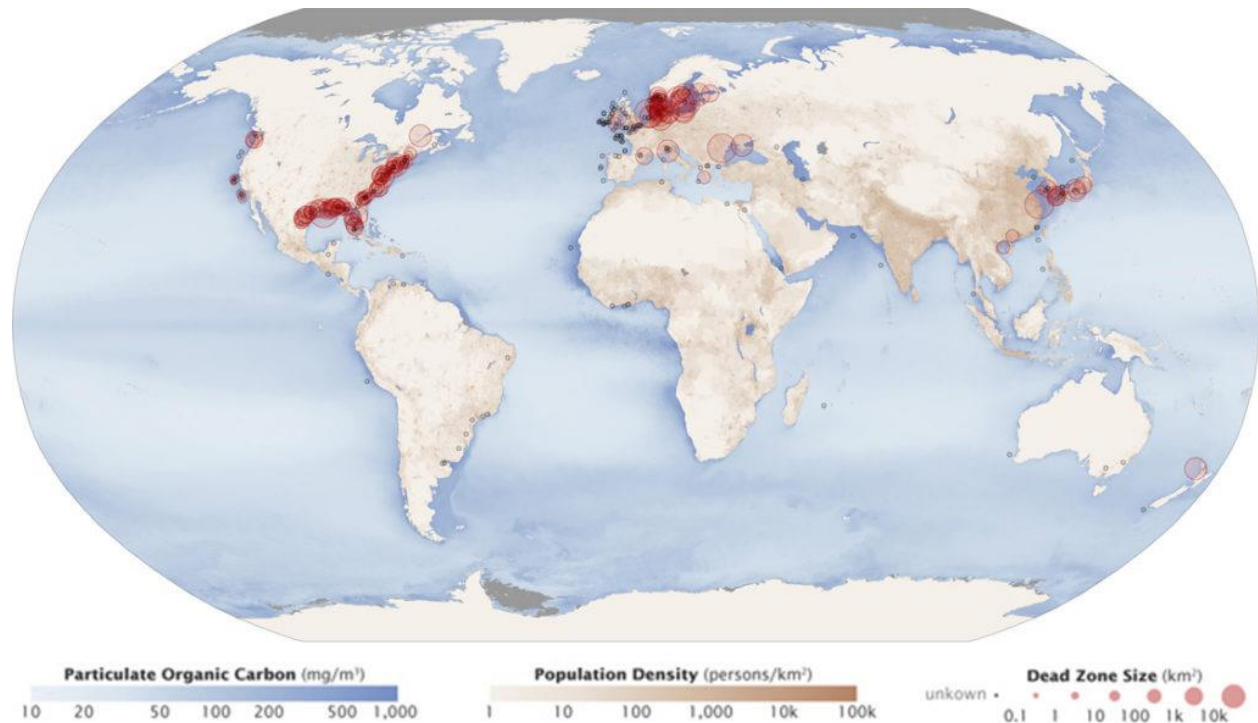 Particulate Organic Carbon (mg/m³)
10 20 50 100 200 500 1,000
Population Density (persons/km²)
1 10 100 1,000 10k 100k
Dead Zone Size (km²)
unkown
0.1 1 10 100 1k 10k